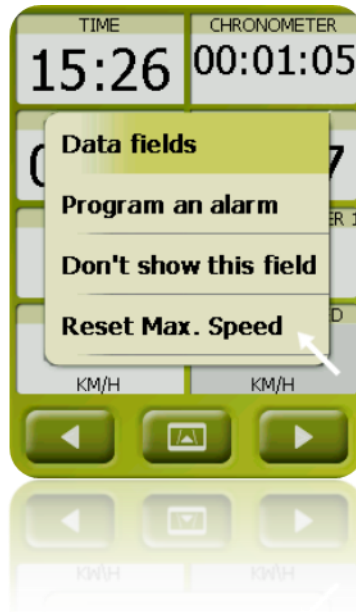 TIME
CHRONOMETER
15:26
00:01:05
Data fields
Program an alarm
Don't show this field
Reset Max. Speed
KM/H
KM/H